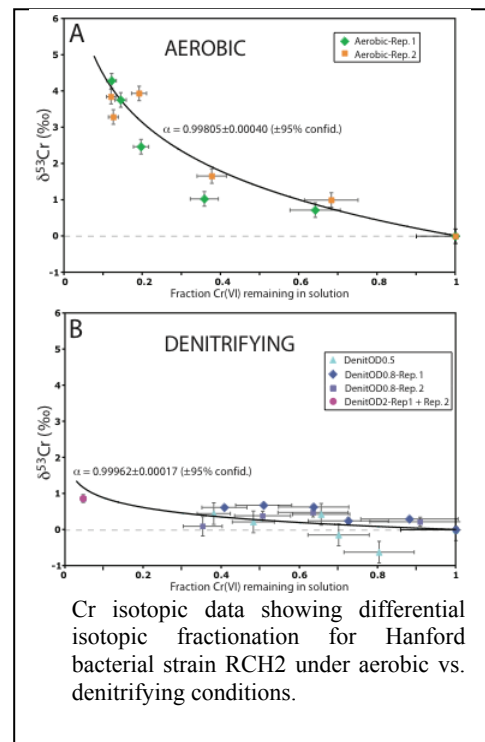 A
AEROBIC
Aerobic-Rep. 1
Aerobic-Rep. 2
α = 0.99805±0.00040 (±95% confid.)
δ⁵³Cr (‰)
6
5
4
3
2
1
0
-1
0 0.2 0.4 0.6 0.8 1
Fraction Cr(VI) remaining in solution
B
DENITRIFYING
DenitOD0.5
DenitOD0.8-Rep. 1
DenitOD0.8-Rep. 2
DenitOD2-Rep1 + Rep. 2
α = 0.99962±0.00017 (±95% confid.)
δ⁵³Cr (‰)
6
5
4
3
2
1
0
-1
0 0.2 0.4 0.6 0.8 1
Fraction Cr(VI) remaining in solution
Cr isotopic data showing differential
isotopic fractionation for Hanford
bacterial strain RCH2 under aerobic vs.
denitrifying conditions.